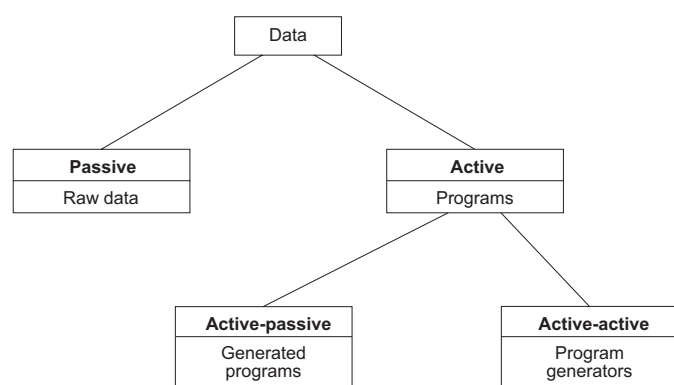 Data
Passive
Raw data
Active
Programs
Active-passive
Generated
programs
Active-active
Program
generators